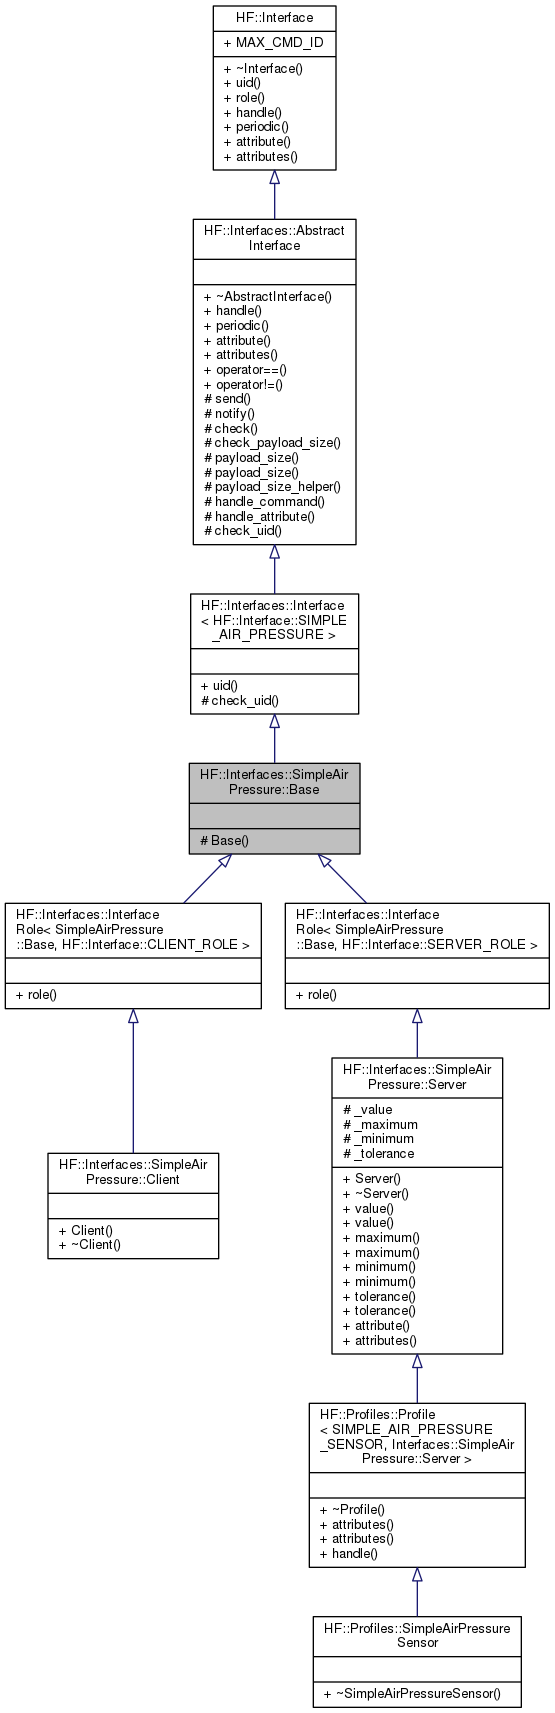 HF::Interface
+ MAX_CMD_ID
+ ~Interface()
+ uid()
+ role()
+ handle()
+ periodic()
+ attribute()
+ attributes()
HF::Interfaces::Abstract
Interface
+ ~AbstractInterface()
+ handle()
+ periodic()
+ attribute()
+ attributes()
+ operator==()
+ operator!=()
# send()
# notify()
# check()
# check_payload_size()
# payload_size()
# payload_size()
# payload_size_helper()
# handle_command()
# handle_attribute()
# check_uid()
HF::Interfaces::Interface
< HF::Interface::SIMPLE
_AIR_PRESSURE >
+ uid()
# check_uid()
HF::Interfaces::SimpleAir
Pressure::Base
# Base()
HF::Interfaces::Interface
Role< SimpleAirPressure
::Base, HF::Interface::CLIENT_ROLE >
+ role()
HF::Interfaces::Interface
Role< SimpleAirPressure
::Base, HF::Interface::SERVER_ROLE >
+ role()
HF::Interfaces::SimpleAir
Pressure::Client
+ Client()
+ ~Client()
HF::Interfaces::SimpleAir
Pressure::Server
# _value
# _maximum
# _minimum
# _tolerance
+ Server()
+ ~Server()
+ value()
+ value()
+ maximum()
+ maximum()
+ minimum()
+ minimum()
+ tolerance()
+ tolerance()
+ attribute()
+ attributes()
HF::Profiles::Profile
< SIMPLE_AIR_PRESSURE
_SENSOR, Interfaces::SimpleAir
Pressure::Server >
+ ~Profile()
+ attributes()
+ attributes()
+ handle()
HF::Profiles::SimpleAirPressure
Sensor
+ ~SimpleAirPressureSensor()